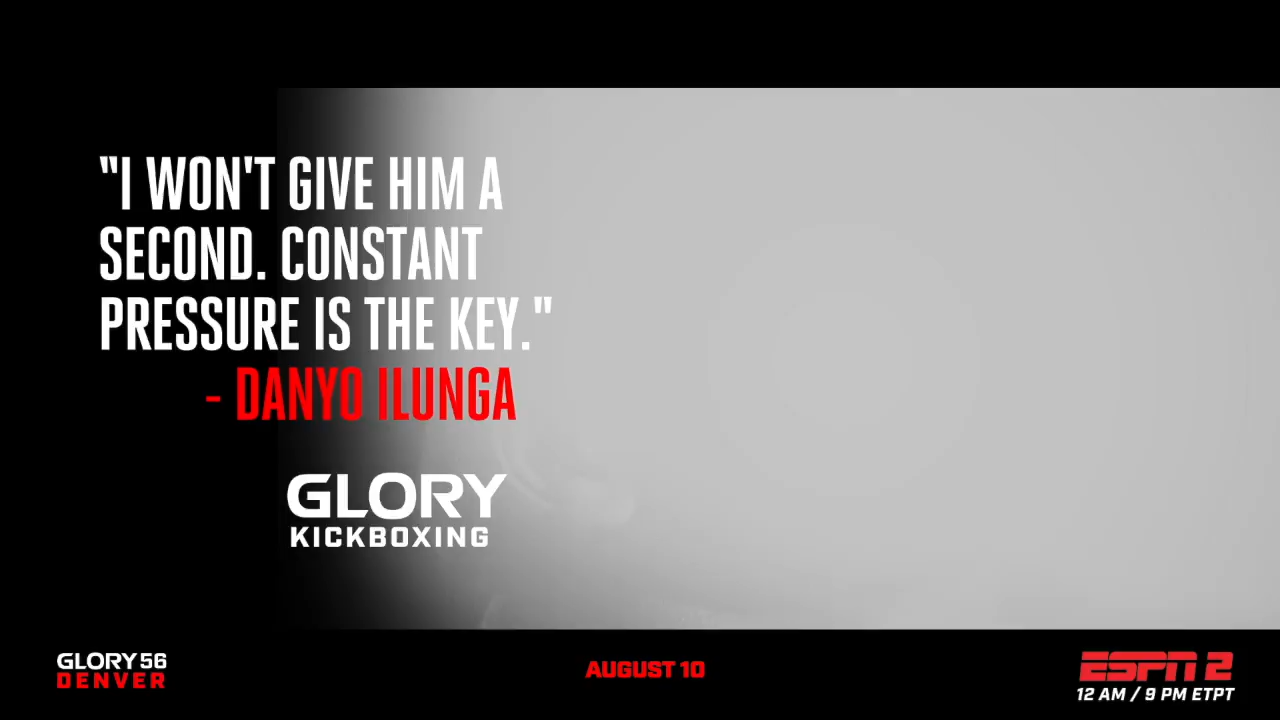 "I WON'T GIVE HIM A
SECOND. CONSTANT
PRESSURE IS THE KEY."
- DANYO ILUNGA
GLORY
KICKBOXING
GLORY 56
DENVER
AUGUST 10
ESPN 2
12 AM / 9 PM ETPT